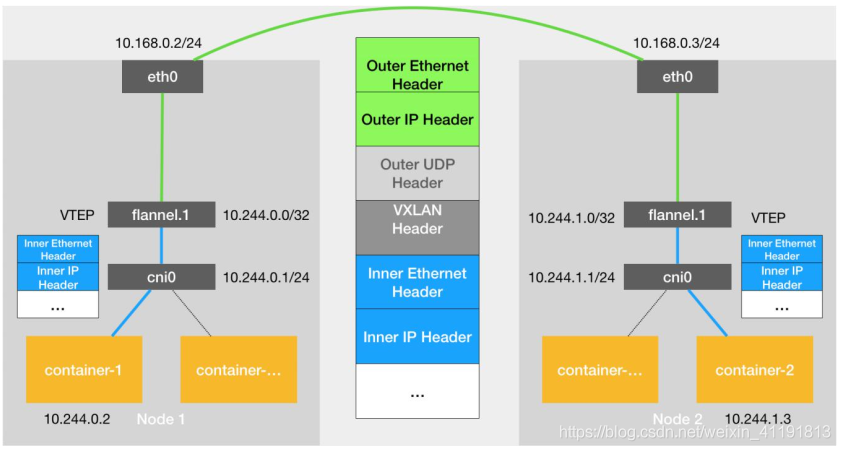 10.168.0.2/24
10.168.0.3/24
eth0
eth0
Outer Ethernet
Header
Outer IP Header
Outer UDP
Header
VXLAN
Header
Inner Ethernet
Header
Inner IP Header
...
VTEP
flannel.1
10.244.0.0/32
Inner Ethernet
Header
Inner IP
Header
...
cni0
10.244.0.1/24
container-1
container-...
10.244.0.2
Node 1
10.244.1.0/32
flannel.1
VTEP
10.244.1.1/24
cni0
Inner Ethernet
Header
Inner IP
Header
...
container-...
container-2
Node 2
10.244.1.3
https://blog.csdn.net/weixin_41191813